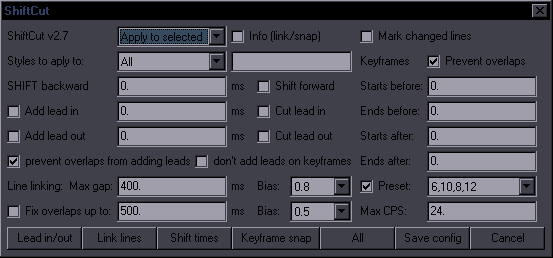 ShiftCut
ShiftCut v2.7 Apply to selected Info (link/snap) Mark changed lines
Styles to aply to: All Keyframes Prevent overlaps
SHIFT backward 0. ms Shift forward Starts before: 0.
Add lead in 0. ms Cut lead in Ends before: 0.
Add lead out 0. ms Cut lead out Starts after: 0.
prevent overlaps from adding leads don't add leads on keyframes Ends after: 0.
Line linking: Max gap: 400. ms Bias: 0.8 Preset: 6,10,8,12
Fix overlaps up to: 500. ms Bias: 0.5 Max CPS: 24.
Lead in/out Link lines Shift times Keyframe snap All Save config Cancel